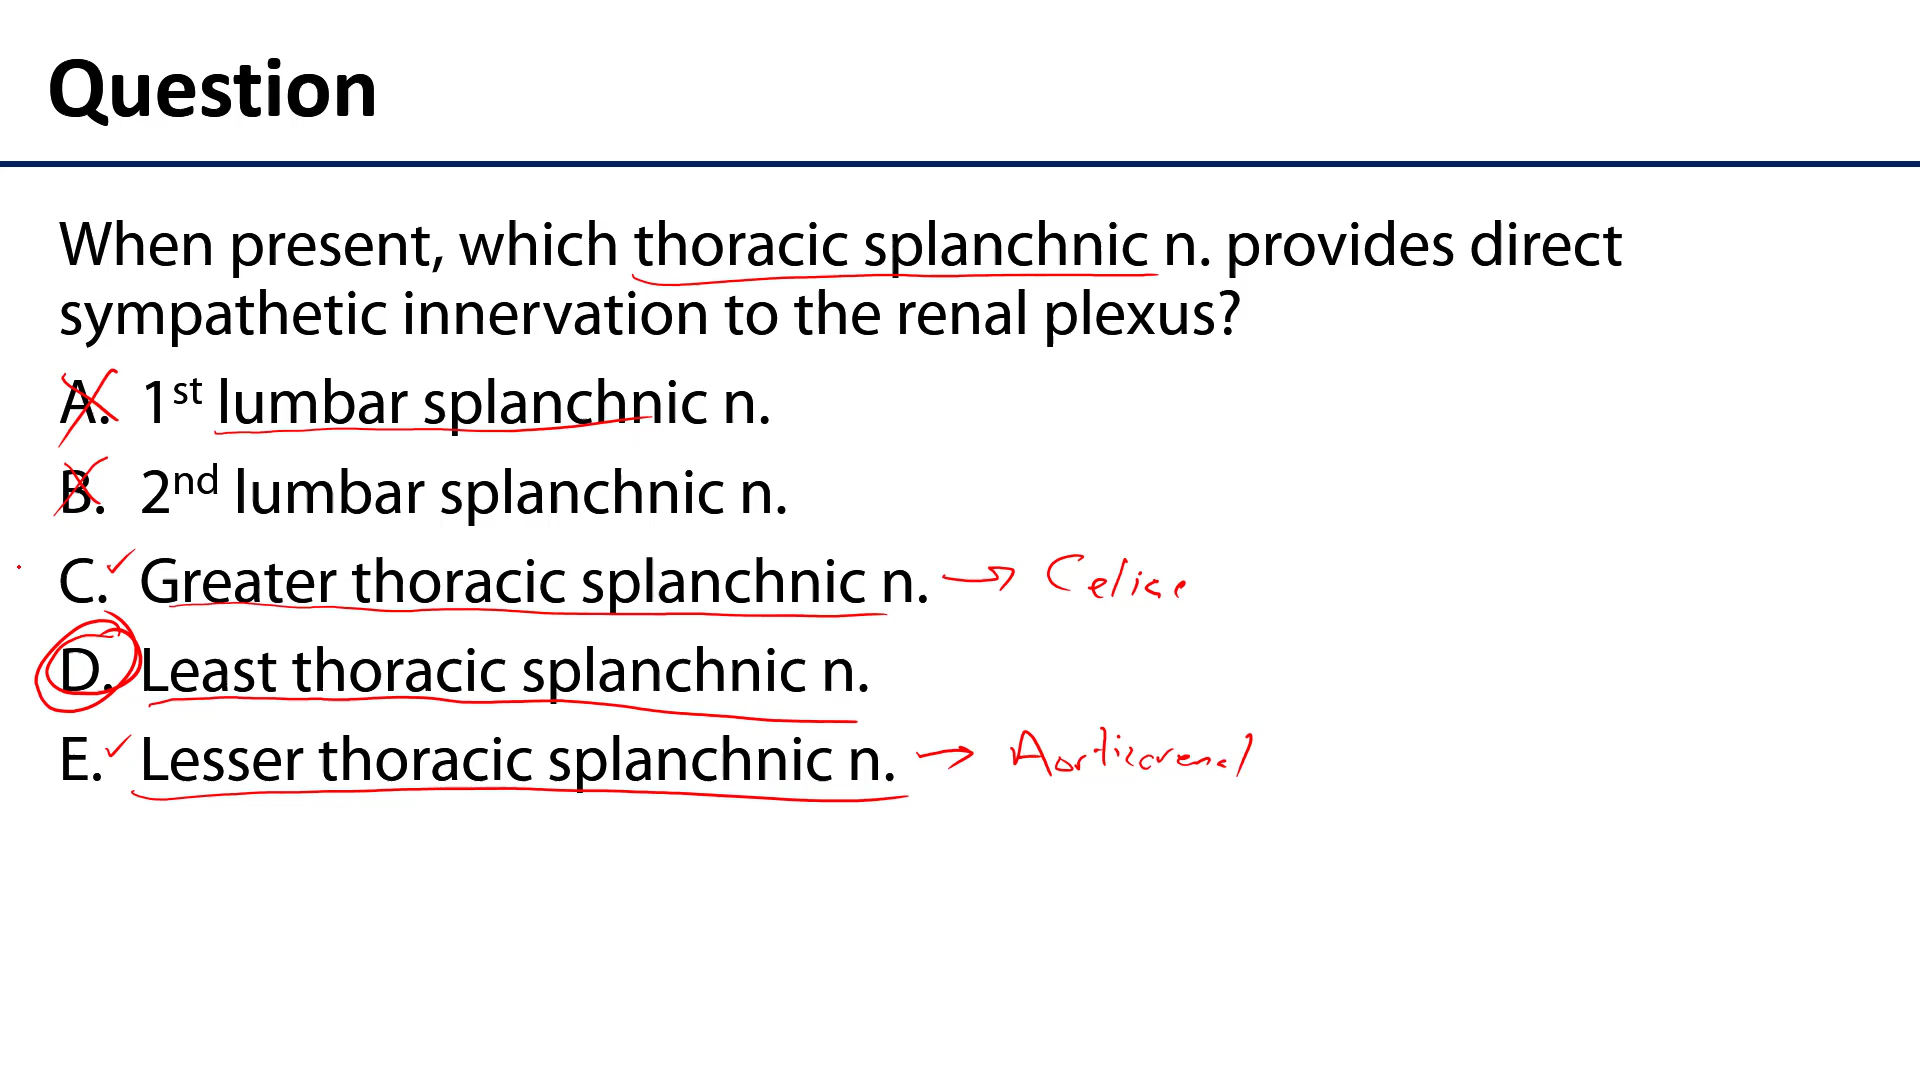 Question
When present, which thoracic splanchnic n. provides direct
sympathetic innervation to the renal plexus?
A. 1st lumbar splanchnic n.
B. 2nd lumbar splanchnic n.
C. Greater thoracic splanchnic n. → Celiac
D. Least thoracic splanchnic n.
E. Lesser thoracic splanchnic n. → Aorticorenal